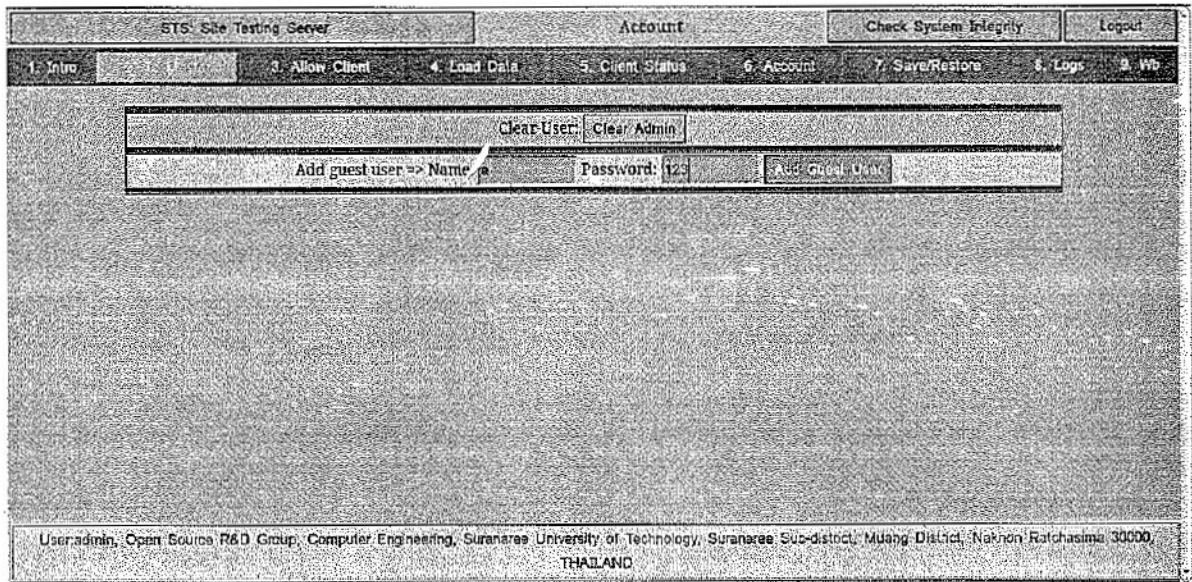 STS: Site Testing Server Account Check System Integrity Logout
1. Intro 3. Allow Client 4. Load Data 5. Client Status 6. Account 7. Save/Restore 8. Logs 9. Wb
Clear User: Clear Admin
Add guest user => Name Password: 123 Add Guest User
User:admin, Open Source R&D Group, Computer Engineering, Suranaree University of Technology, Suranaree Sub-district, Muang District, Nakhon Ratchasima 30000,
THAILAND